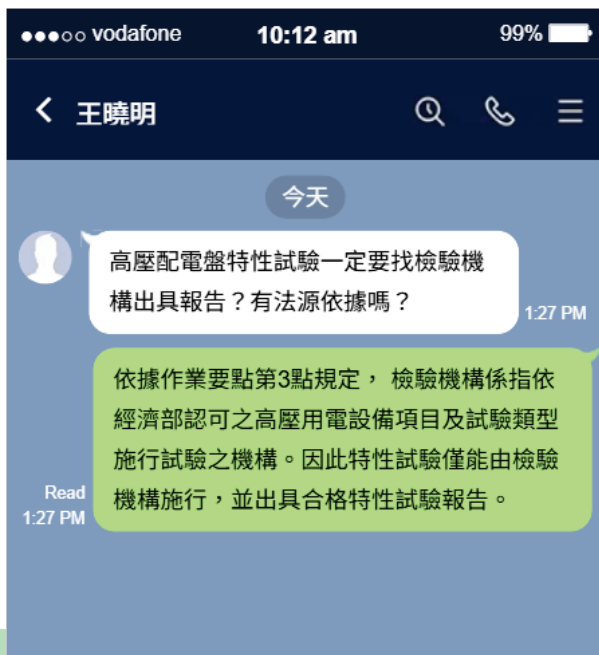 vodafone 10:12 am 99%
王曉明
今天
高壓配電盤特性試驗一定要找檢驗機
構出具報告？有法源依據嗎？
1:27 PM
依據作業要點第3點規定， 檢驗機構係指依
經濟部認可之高壓用電設備項目及試驗類型
施行試驗之機構。因此特性試驗僅能由檢驗
機構施行，並出具合格特性試驗報告。
Read
1:27 PM